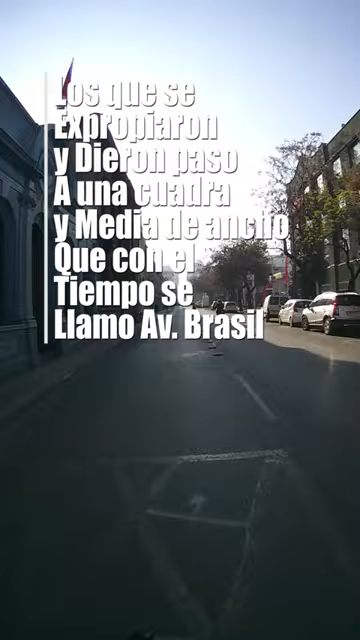 Los que se
Expropiaron
y Dieron paso
A una cuadra
y Media de ancho
Que con el
Tiempo se
Llamo Av. Brasil